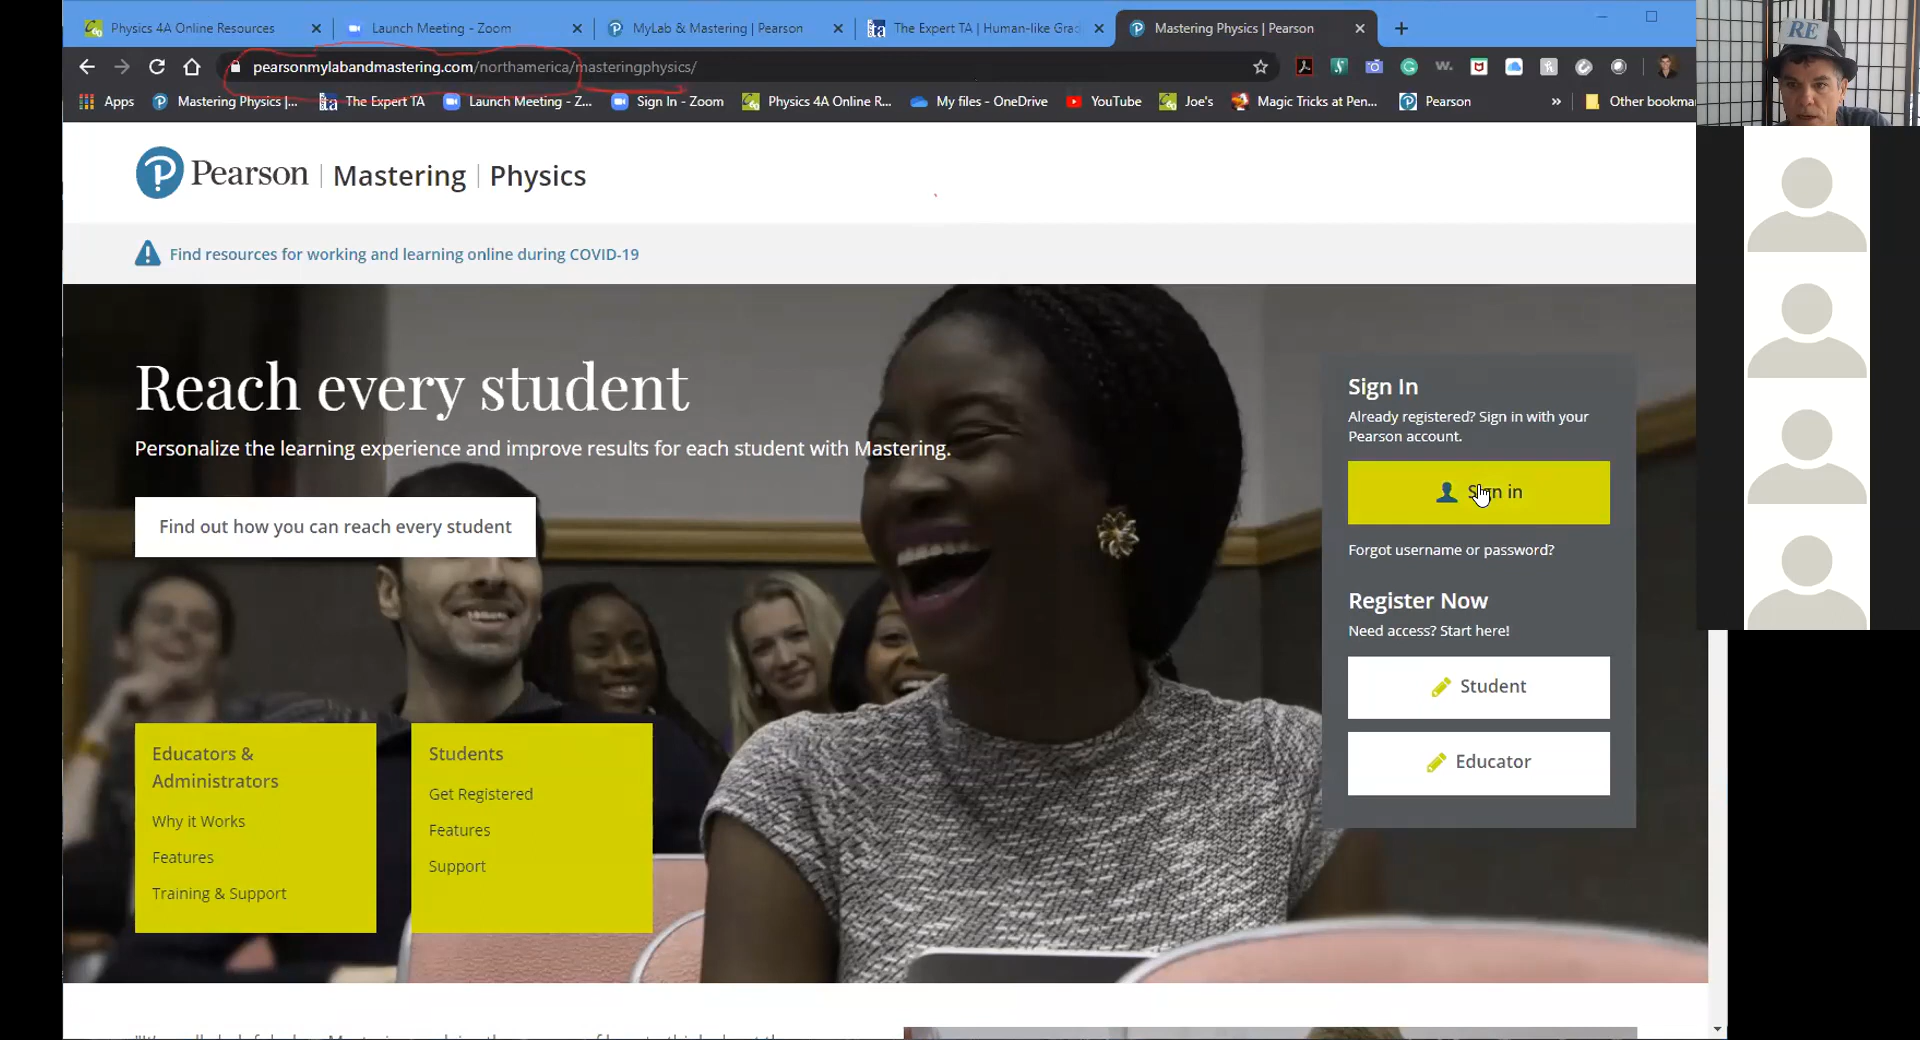 Physics 4A Online Resources
Launch Meeting - Zoom
MyLab & Mastering | Pearson
The Expert TA | Human-like Grad
Mastering Physics | Pearson
pearsonmylabandmastering.com/northamerica/masteringphysics/
Apps
Mastering Physics |...
The Expert TA
Launch Meeting - Z...
Sign In - Zoom
Physics 4A Online R...
My files - OneDrive
YouTube
Joe's
Magic Tricks at Pen...
Pearson
»
Other bookma
RE
Pearson | Mastering | Physics
Find resources for working and learning online during COVID-19
Reach every student
Personalize the learning experience and improve results for each student with Mastering.
Find out how you can reach every student
Sign In
Already registered? Sign in with your
Pearson account.
Sign in
Forgot username or password?
Register Now
Need access? Start here!
Student
Educator
Educators &
Administrators
Why it Works
Features
Training & Support
Students
Get Registered
Features
Support